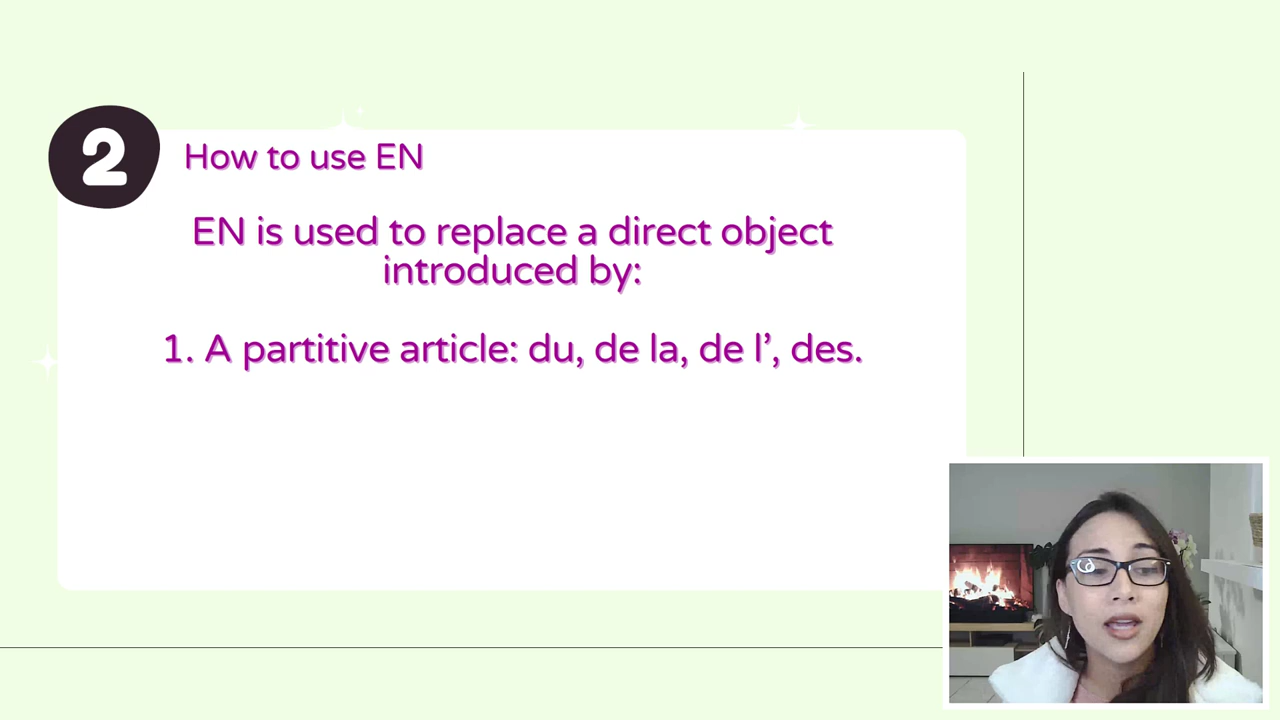 2
How to use EN
EN is used to replace a direct object
introduced by:
1. A partitive article: du, de la, de l’, des.